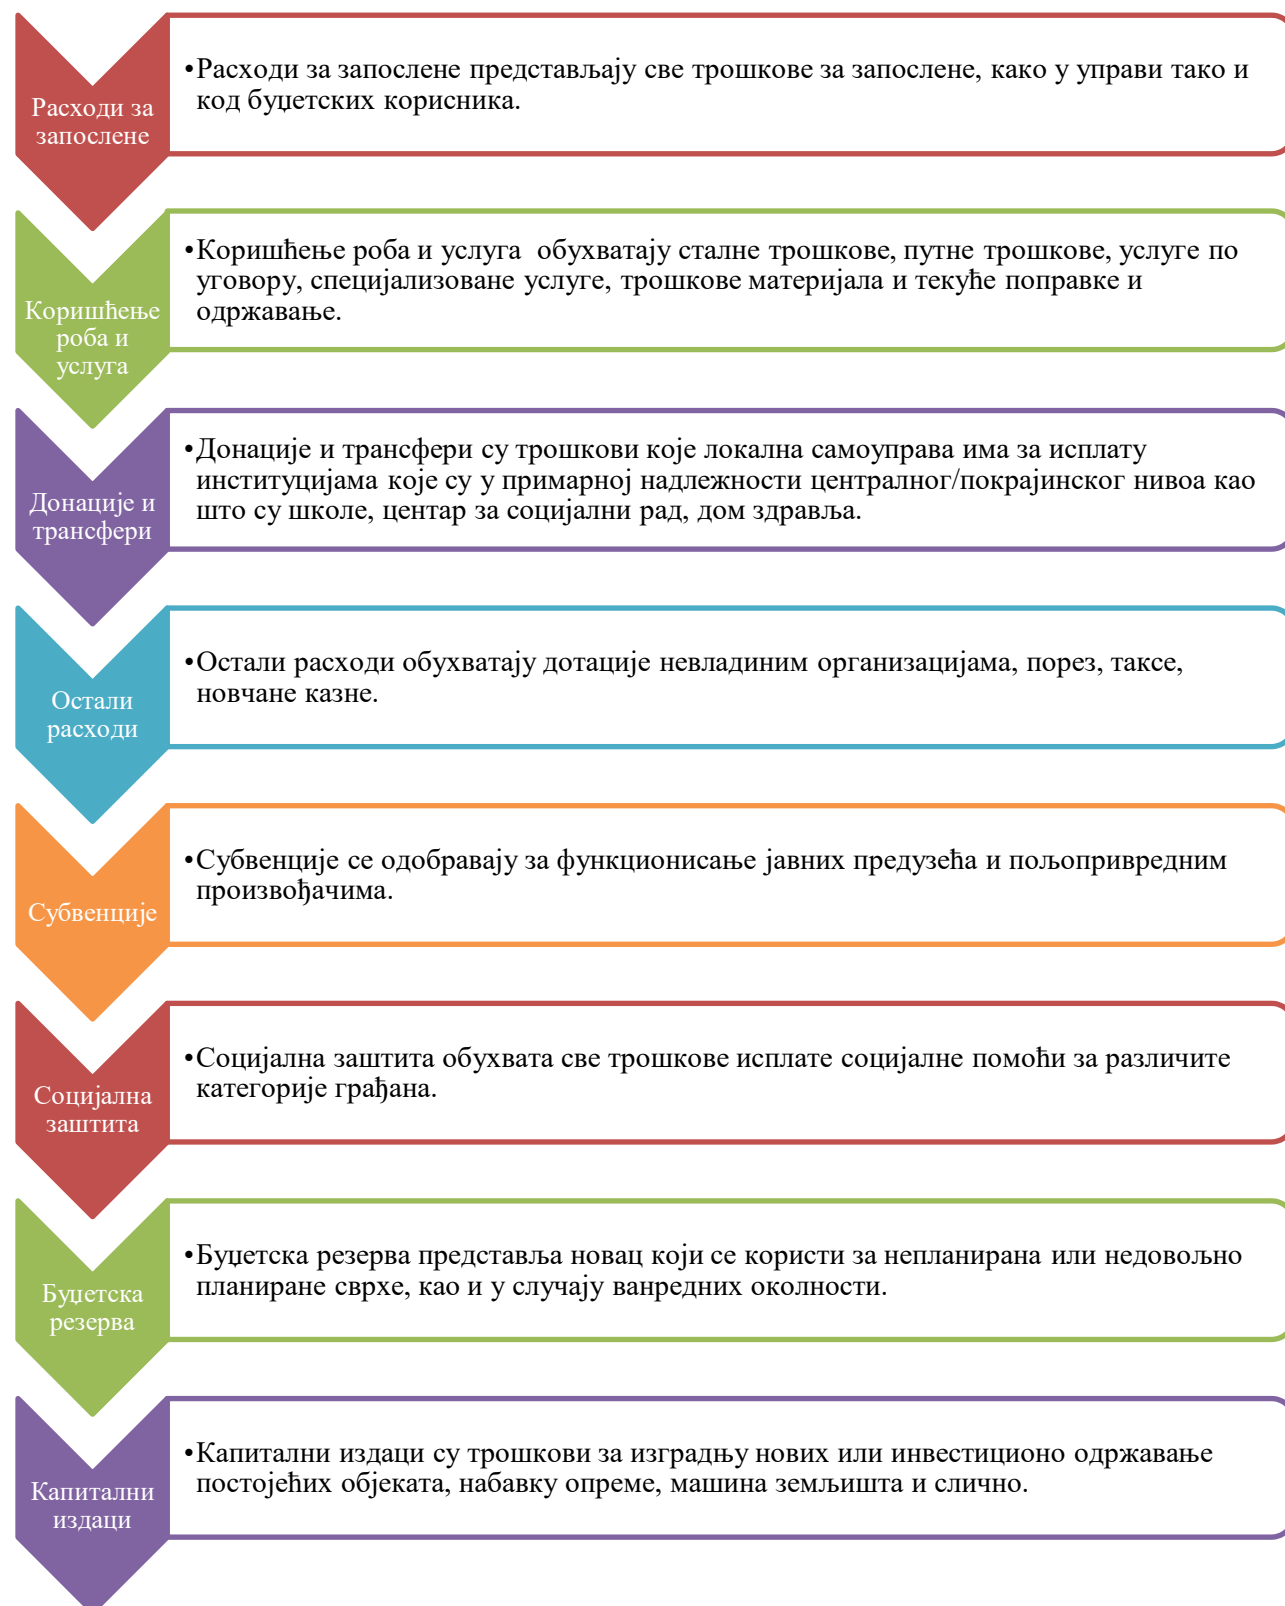 Расходи за
запослене
•Расходи за запослене представљају све трошкове за запослене, како у управи тако и
код буџетских корисника.
Коришћење
роба и
услуга
•Коришћење роба и услуга  обухватају сталне трошкове, путне трошкове, услуге по
уговору, специјализоване услуге, трошкове материјала и текуће поправке и
одржавање.
Донације и
трансфери
•Донације и трансфери су трошкови које локална самоуправа има за исплату
институцијама које су у примарној надлежности централног/покрајинског нивоа као
што су школе, центар за социјални рад, дом здравља.
Остали
расходи
•Остали расходи обухватају дотације невладиним организацијама, порез, таксе,
новчане казне.
Субвенције
•Субвенције се одобравају за функционисање јавних предузећа и пољопривредним
произвођачима.
Социјална
заштита
•Социјална заштита обухвата све трошкове исплате социјалне помоћи за различите
категорије грађана.
Буџетска
резерва
•Буџетска резерва представља новац који се користи за непланирана или недовољно
планиране сврхе, као и у случају ванредних околности.
Капитални
издаци
•Капитални издаци су трошкови за изградњу нових или инвестиционо одржавање
постојећих објеката, набавку опреме, машина земљишта и слично.